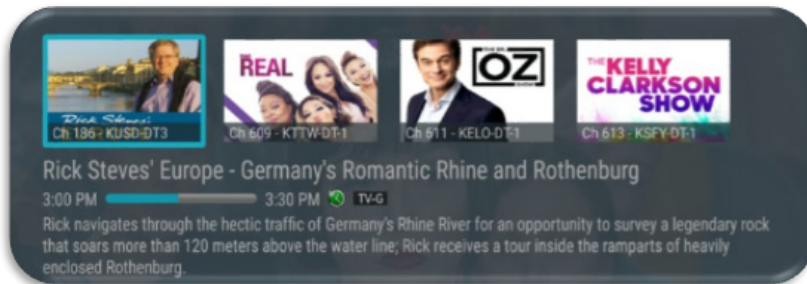 Rick Steves'
THE REAL
THE DR. OZ SHOW
THE KELLY CLARKSON SHOW
Ch 186 - KUSD-DT3
Ch 609 - KTTW-DT-1
Ch 611 - KELO-DT-1
Ch 613 - KSFY-DT-1
Rick Steves' Europe - Germany's Romantic Rhine and Rothenburg
3:00 PM 3:30 PM TV-G
Rick navigates through the hectic traffic of Germany's Rhine River for an opportunity to survey a legendary rock
that soars more than 120 meters above the water line; Rick receives a tour inside the ramparts of heavily
enclosed Rothenburg.